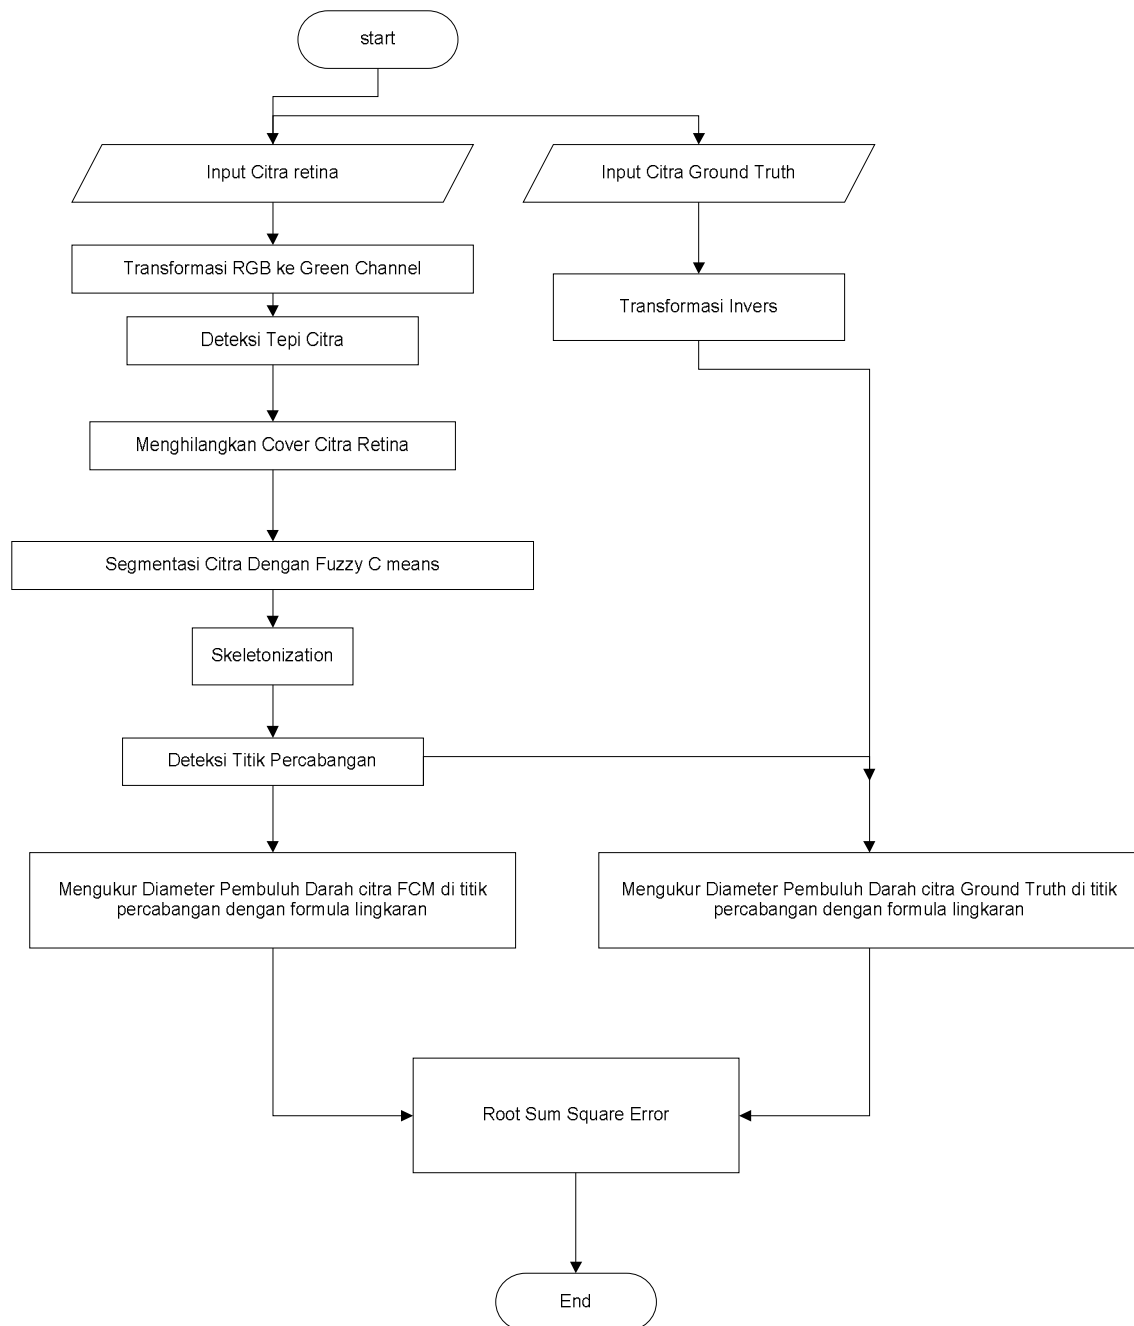 start
Input Citra retina
Input Citra Ground Truth
Transformasi RGB ke Green Channel
Transformasi Invers
Deteksi Tepi Citra
Menghilangkan Cover Citra Retina
Segmentasi Citra Dengan Fuzzy C means
Skeletonization
Deteksi Titik Percabangan
Mengukur Diameter Pembuluh Darah citra FCM di titik
percabangan dengan formula lingkaran
Mengukur Diameter Pembuluh Darah citra Ground Truth di titik
percabangan dengan formula lingkaran
Root Sum Square Error
End